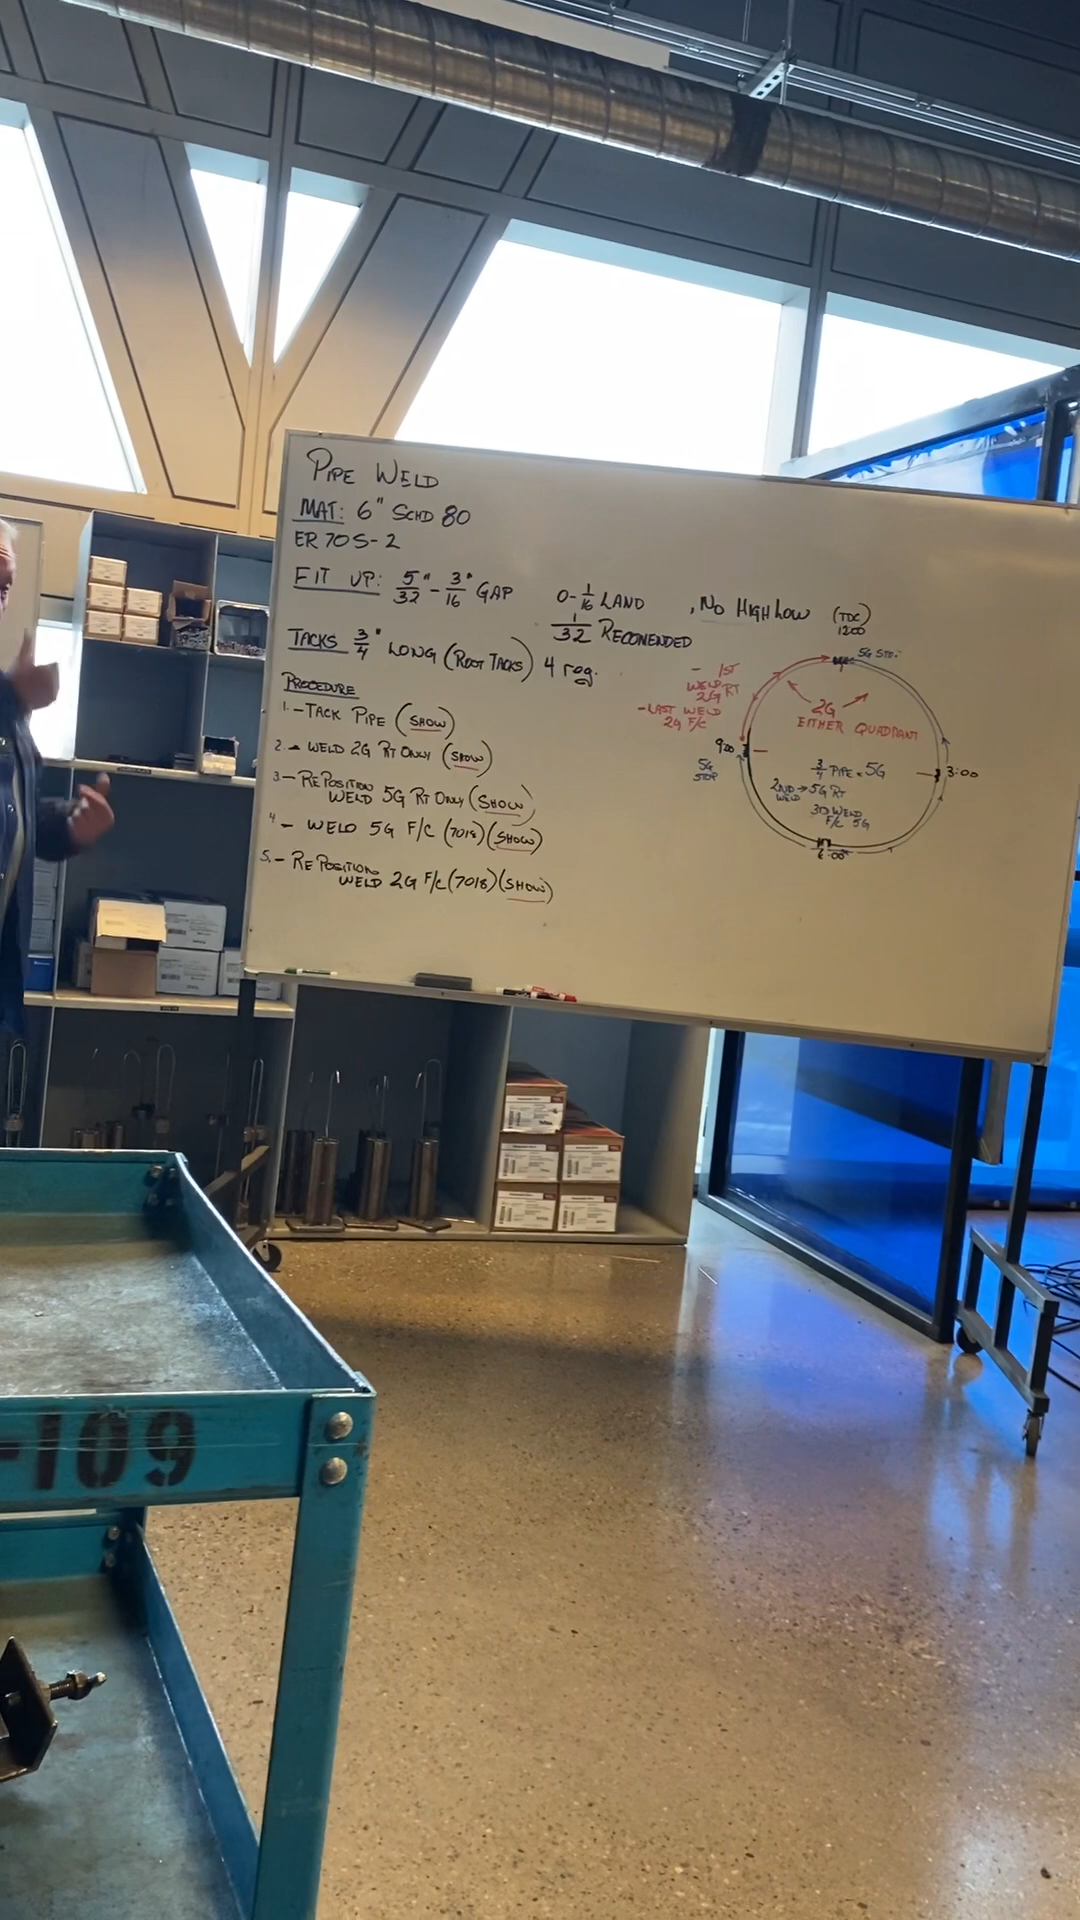 PIPE WELD
MAT: 6" SCHD 80
ER 70S-2
FIT UP: 5/32" - 3/16" GAP 0-1/16 LAND , NO HIGH LOW
1/32 RECOMENDED
TACKS 3/4" LONG (ROOT TACKS) 4 req.
PROCEDURE
1. - TACK PIPE (SHOW)
2 - WELD 2G RT ONLY (SHOW)
3 - REPOSITION
WELD 5G RT ONLY (SHOW)
4 - WELD 5G F/C (7018) (SHOW)
5. - RE POSITION
WELD 2G F/C (7018) (SHOW)
(TDC)
1200
5G STOP
- 1ST
WELD
2G RT
- LAST WELD
2G F/C
2G
EITHER QUADRANT
9:00
5G
STOP
3/4 PIPE = 5G
2ND → 5G RT
WELD
3RD WELD
F/C 5G
3:00
6:00
-109